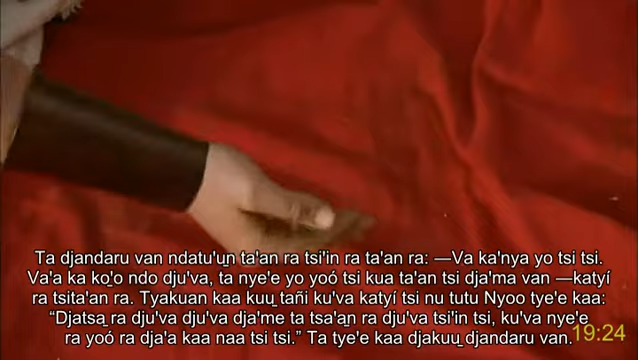 Ta djandaru van ndatu'u̱n ta'an ra tsi'in ra ta'an ra: —Va ka'nya yo tsi tsi.
Va'a ka ko̱'o ndo dju'va, ta nye'e yo yoó tsi kua ta'an tsi dja'ma van —katyí
ra tsita'an ra. Tyakuan kaa kuu̱ tañi ku'va katyí tsi nu tutu Nyoo tye'e kaa:
“Djatsa̱ ra dju'va dju'va dja'me ta tsa'a̱n ra dju'va tsi'in tsi, ku'va nye'e
ra yoó ra dja'a kaa naa tsi tsi.” Ta tye'e kaa djakuu̱ djandaru van.
19:24